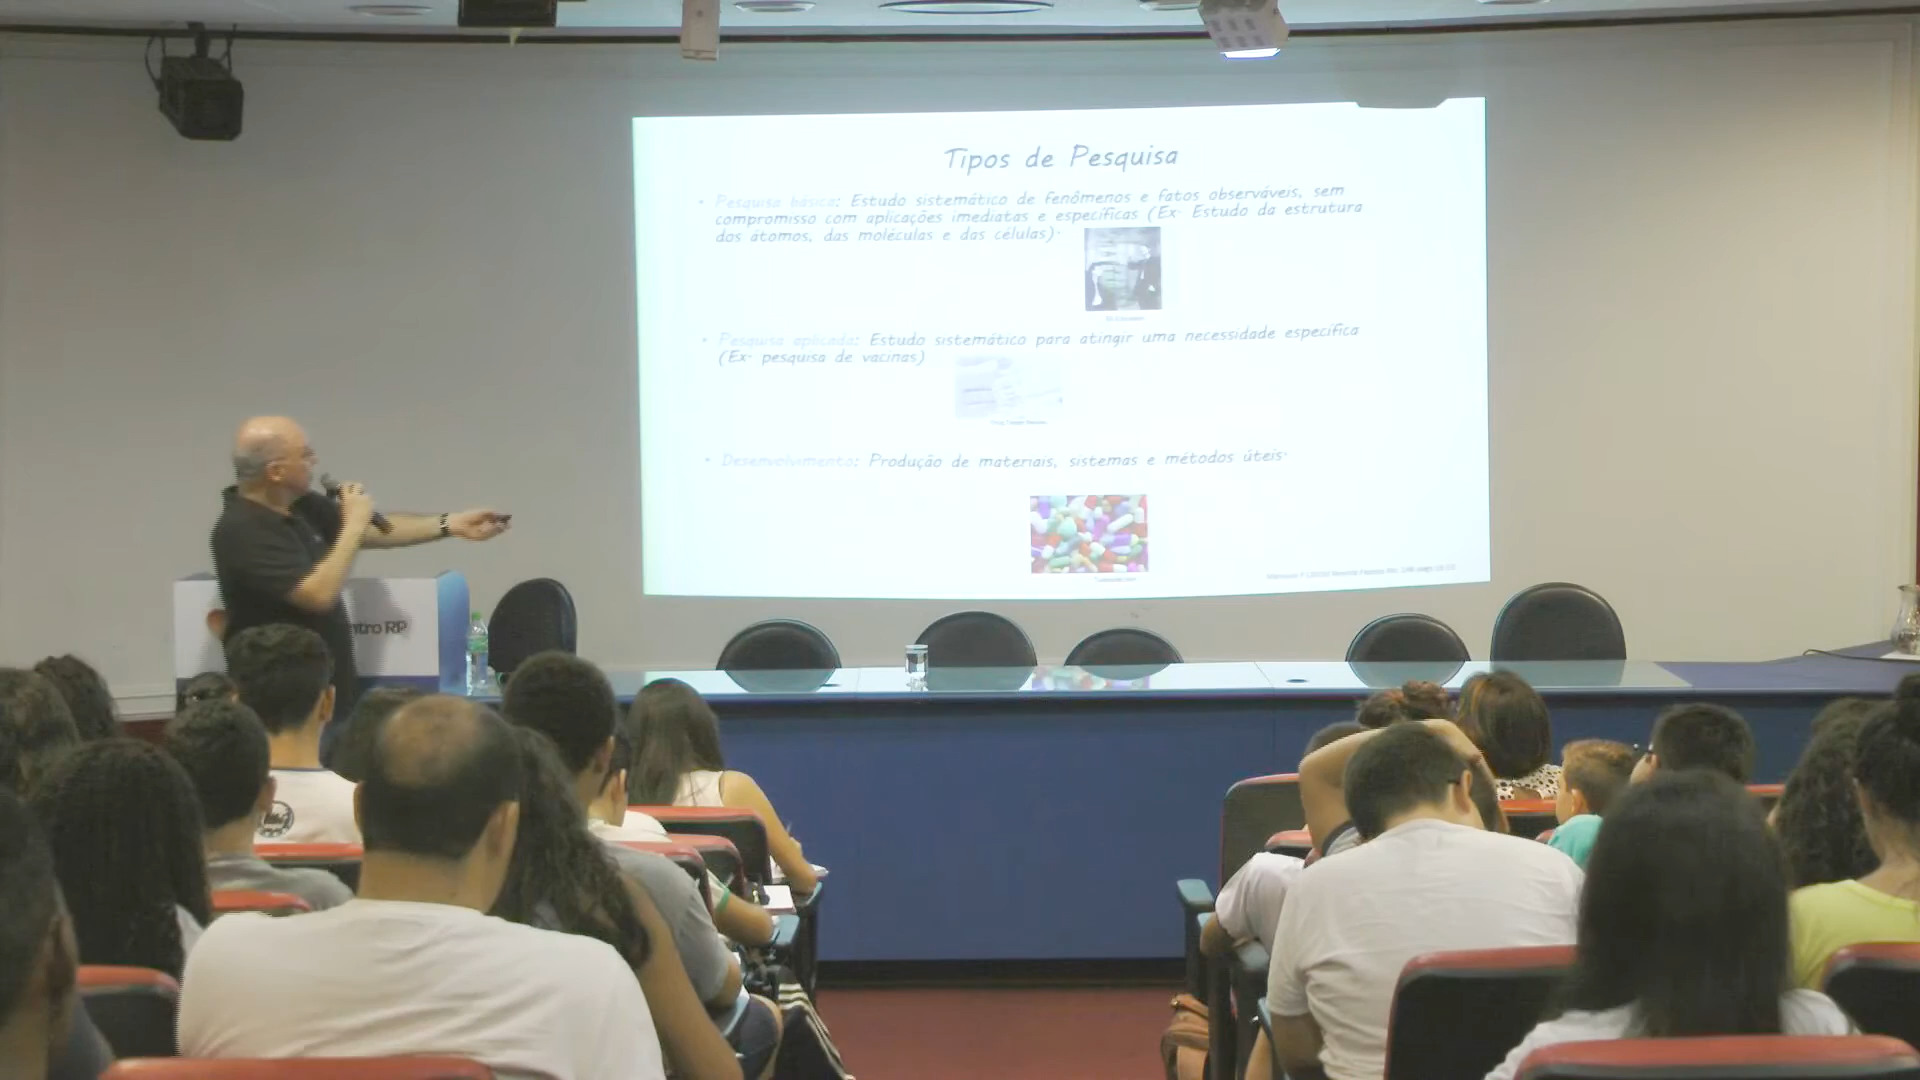 Tipos de Pesquisa
• Pesquisa básica: Estudo sistemático de fenômenos e fatos observáveis, sem
compromisso com aplicações imediatas e específicas (Ex· Estudo da estrutura
dos átomos, das moléculas e das células)·
• Pesquisa aplicada: Estudo sistemático para atingir uma necessidade específica
(Ex· pesquisa de vacinas)
• Desenvolvimento: Produção de materiais, sistemas e métodos úteis·
ntro RP